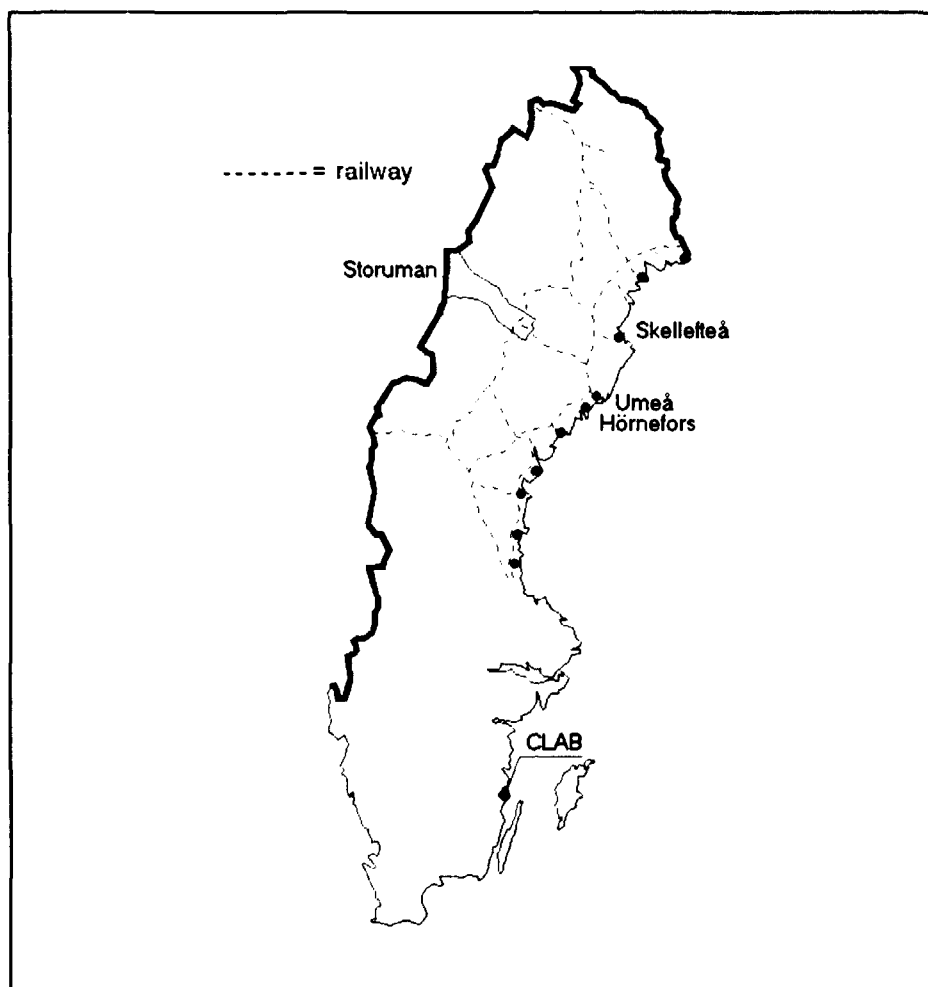 ------- = railway
Storuman
Skellefteå
Umeå
Hörnefors
CLAB